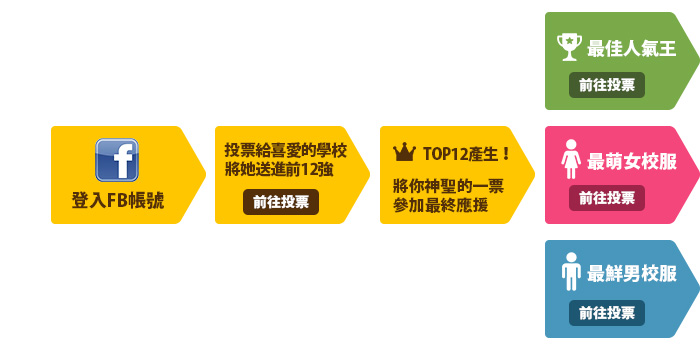 登入FB帳號
投票給喜愛的學校
將她送進前12強
前往投票
TOP12產生！
將你神聖的一票
參加最終應援
最佳人氣王
前往投票
最萌女校服
前往投票
最鮮男校服
前往投票